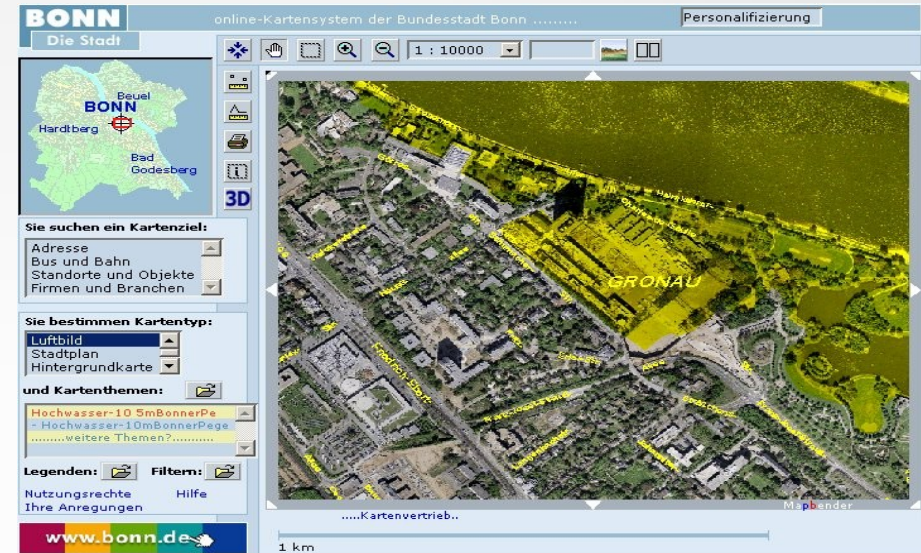 BONN
online-Kartensystem der Bundesstadt Bonn .........
Personalifizierung
Die Stadt
1 : 10000
Beuel
BONN
Hardtberg
Bad
Godesberg
3D
Sie suchen ein Kartenziel:
Adresse
Bus und Bahn
Standorte und Objekte
Firmen und Branchen
Sie bestimmen Kartentyp:
Luftbild
Stadtplan
Hintergrundkarte
und Kartenthemen:
Hochwasser-10 5mBonnerPe
- Hochwasser-10mBonnerPege
.........weitere Themen?..........
Legenden:
Filtern:
Nutzungsrechte
Hilfe
Ihre Anregungen
www.bonn.de
GRONAU
Friedrich-Ebert-
Mapbender
.....Kartenvertrieb..
1 km